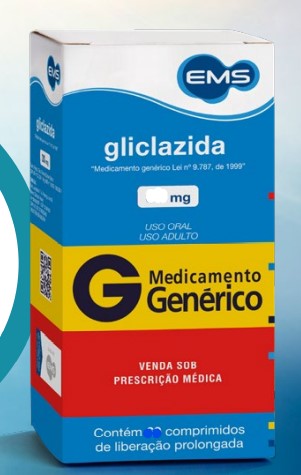 EMS
gliclazida
"Medicamento genérico Lei nº 9.787, de 1999"
mg
USO ORAL
USO ADULTO
G Medicamento
Genérico
VENDA SOB
PRESCRIÇÃO MÉDICA
Contém comprimidos
de liberação prolongada
gliclazida